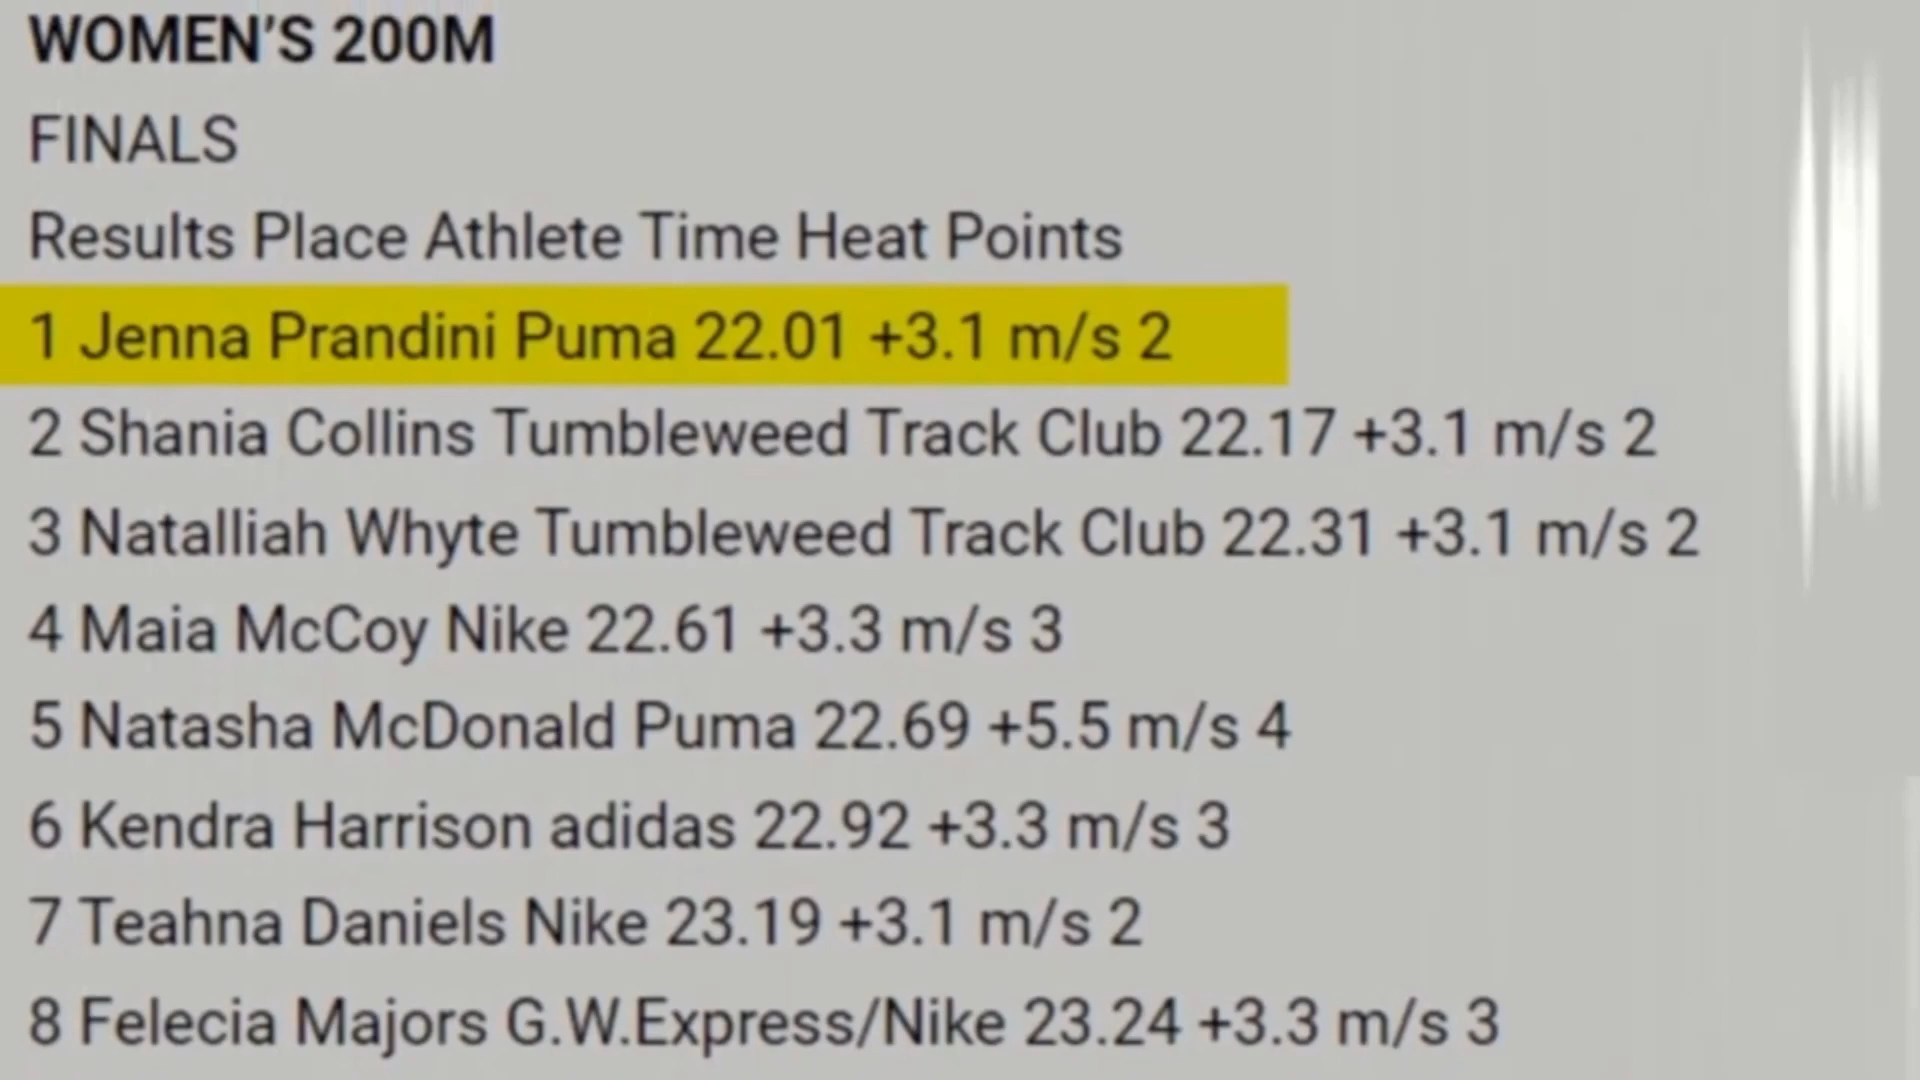 WOMEN’S 200M
FINALS
Results Place Athlete Time Heat Points
1 Jenna Prandini Puma 22.01 +3.1 m/s 2
2 Shania Collins Tumbleweed Track Club 22.17 +3.1 m/s 2
3 Natalliah Whyte Tumbleweed Track Club 22.31 +3.1 m/s 2
4 Maia McCoy Nike 22.61 +3.3 m/s 3
5 Natasha McDonald Puma 22.69 +5.5 m/s 4
6 Kendra Harrison adidas 22.92 +3.3 m/s 3
7 Teahna Daniels Nike 23.19 +3.1 m/s 2
8 Felecia Majors G.W.Express/Nike 23.24 +3.3 m/s 3